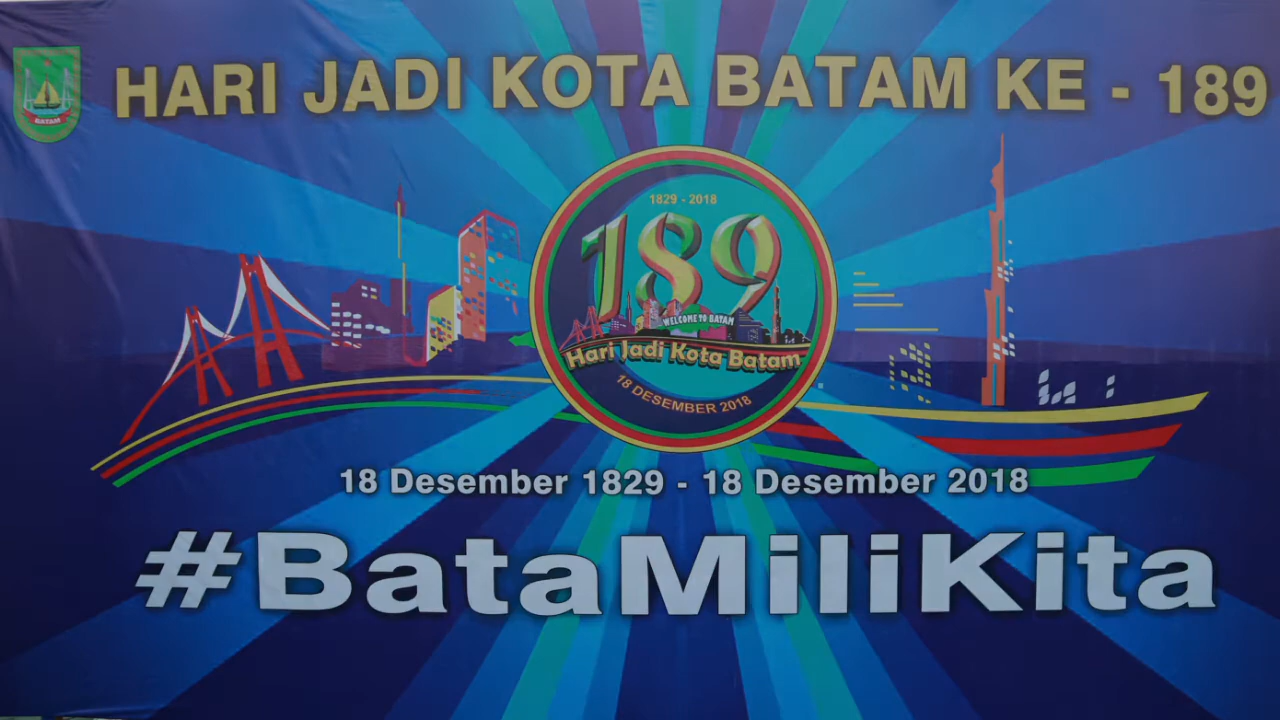 HARI JADI KOTA BATAM KE - 189
BATAM
1829 - 2018
189
WELCOME TO BATAM
Hari Jadi Kota Batam
18 DESEMBER 2018
18 Desember 1829 - 18 Desember 2018
#BataMiliKita